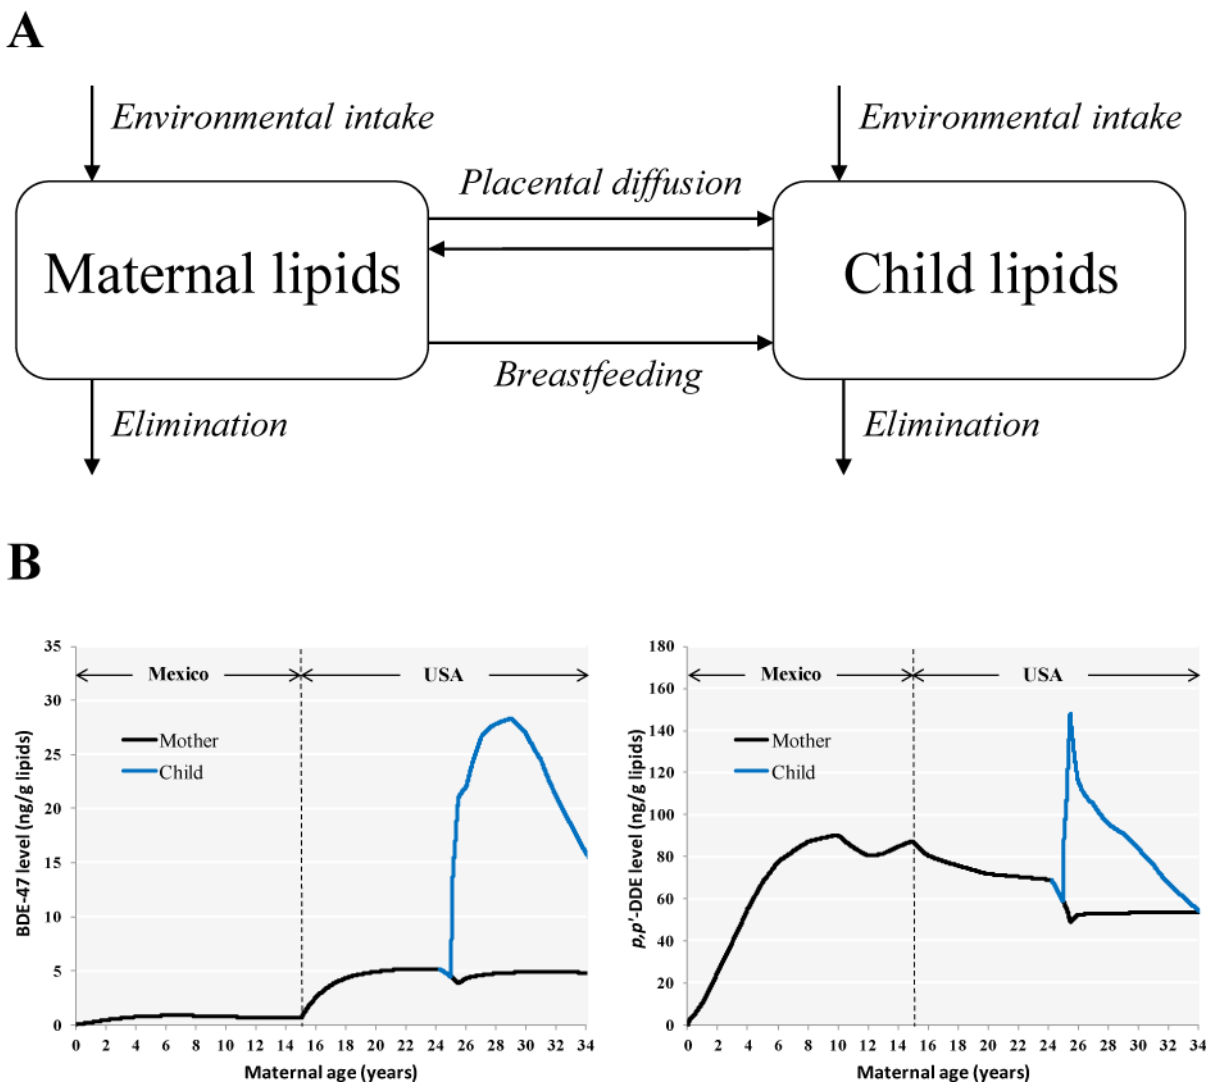 A
Environmental intake
Environmental intake
Placental diffusion
Maternal lipids
Child lipids
Breastfeeding
Elimination
Elimination
B
BDE-47 level (ng/g lipids)
35
30
25
20
15
10
5
0
Mexico
USA
Mother
Child
0 2 4 6 8 10 12 14 16 18 20 22 24 26 28 30 32 34
Maternal age (years)
p,p'-DDE level (ng/g lipids)
180
160
140
120
100
80
60
40
20
0
Mexico
USA
Mother
Child
0 2 4 6 8 10 12 14 16 18 20 22 24 26 28 30 32 34
Maternal age (years)